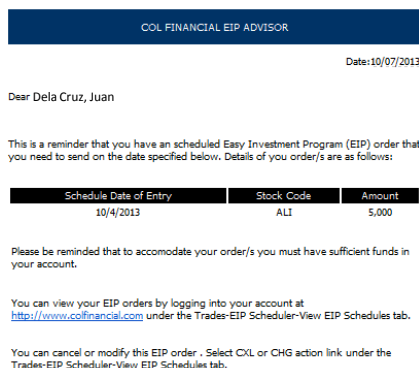 COL FINANCIAL EIP ADVISOR
Date:10/07/2013
Dear Dela Cruz, Juan
This is a reminder that you have an scheduled Easy Investment Program (EIP) order that
you need to send on the date specified below. Details of you order/s are as follows:
Schedule Date of Entry Stock Code Amount
10/4/2013 ALI 5,000
Please be reminded that to accomodate your order/s you must have sufficient funds in
your account.
You can view your EIP orders by logging into your account at
http://www.colfinancial.com under the Trades-EIP Scheduler-View EIP Schedules tab.
You can cancel or modify this EIP order . Select CXL or CHG action link under the
Trades-EIP Scheduler-View EIP Schedules tab.